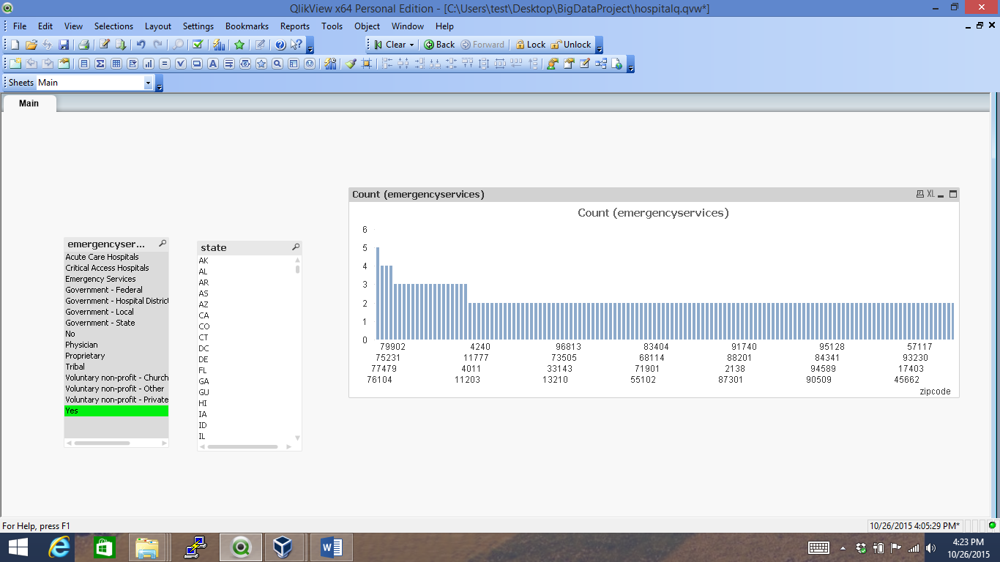 QlikView x64 Personal Edition - [C:\Users\test\Desktop\BigDataProject\hospitalq.qvw*]
File Edit View Selections Layout Settings Bookmarks Reports Tools Object Window Help
Clear Back Forward Lock Unlock
Sheets Main
Main
Count (emergencyservices) XL
Count (emergencyservices)
6
5
4
3
2
1
0
79902 4240 96813 83404 91740 95128 57117
75231 11777 73505 68114 88201 84341 93230
77479 4011 33143 71901 2138 94589 17403
76104 11203 13210 55102 87301 90509 45662
zipcode
emergencyser...
Acute Care Hospitals
Critical Access Hospitals
Emergency Services
Government - Federal
Government - Hospital District
Government - Local
Government - State
No
Physician
Proprietary
Tribal
Voluntary non-profit - Church
Voluntary non-profit - Other
Voluntary non-profit - Private
Yes
state
AK
AL
AR
AS
AZ
CA
CO
CT
DC
DE
FL
GA
GU
HI
IA
ID
IL
For Help, press F1
10/26/2015 4:05:29 PM*
4:23 PM
10/26/2015